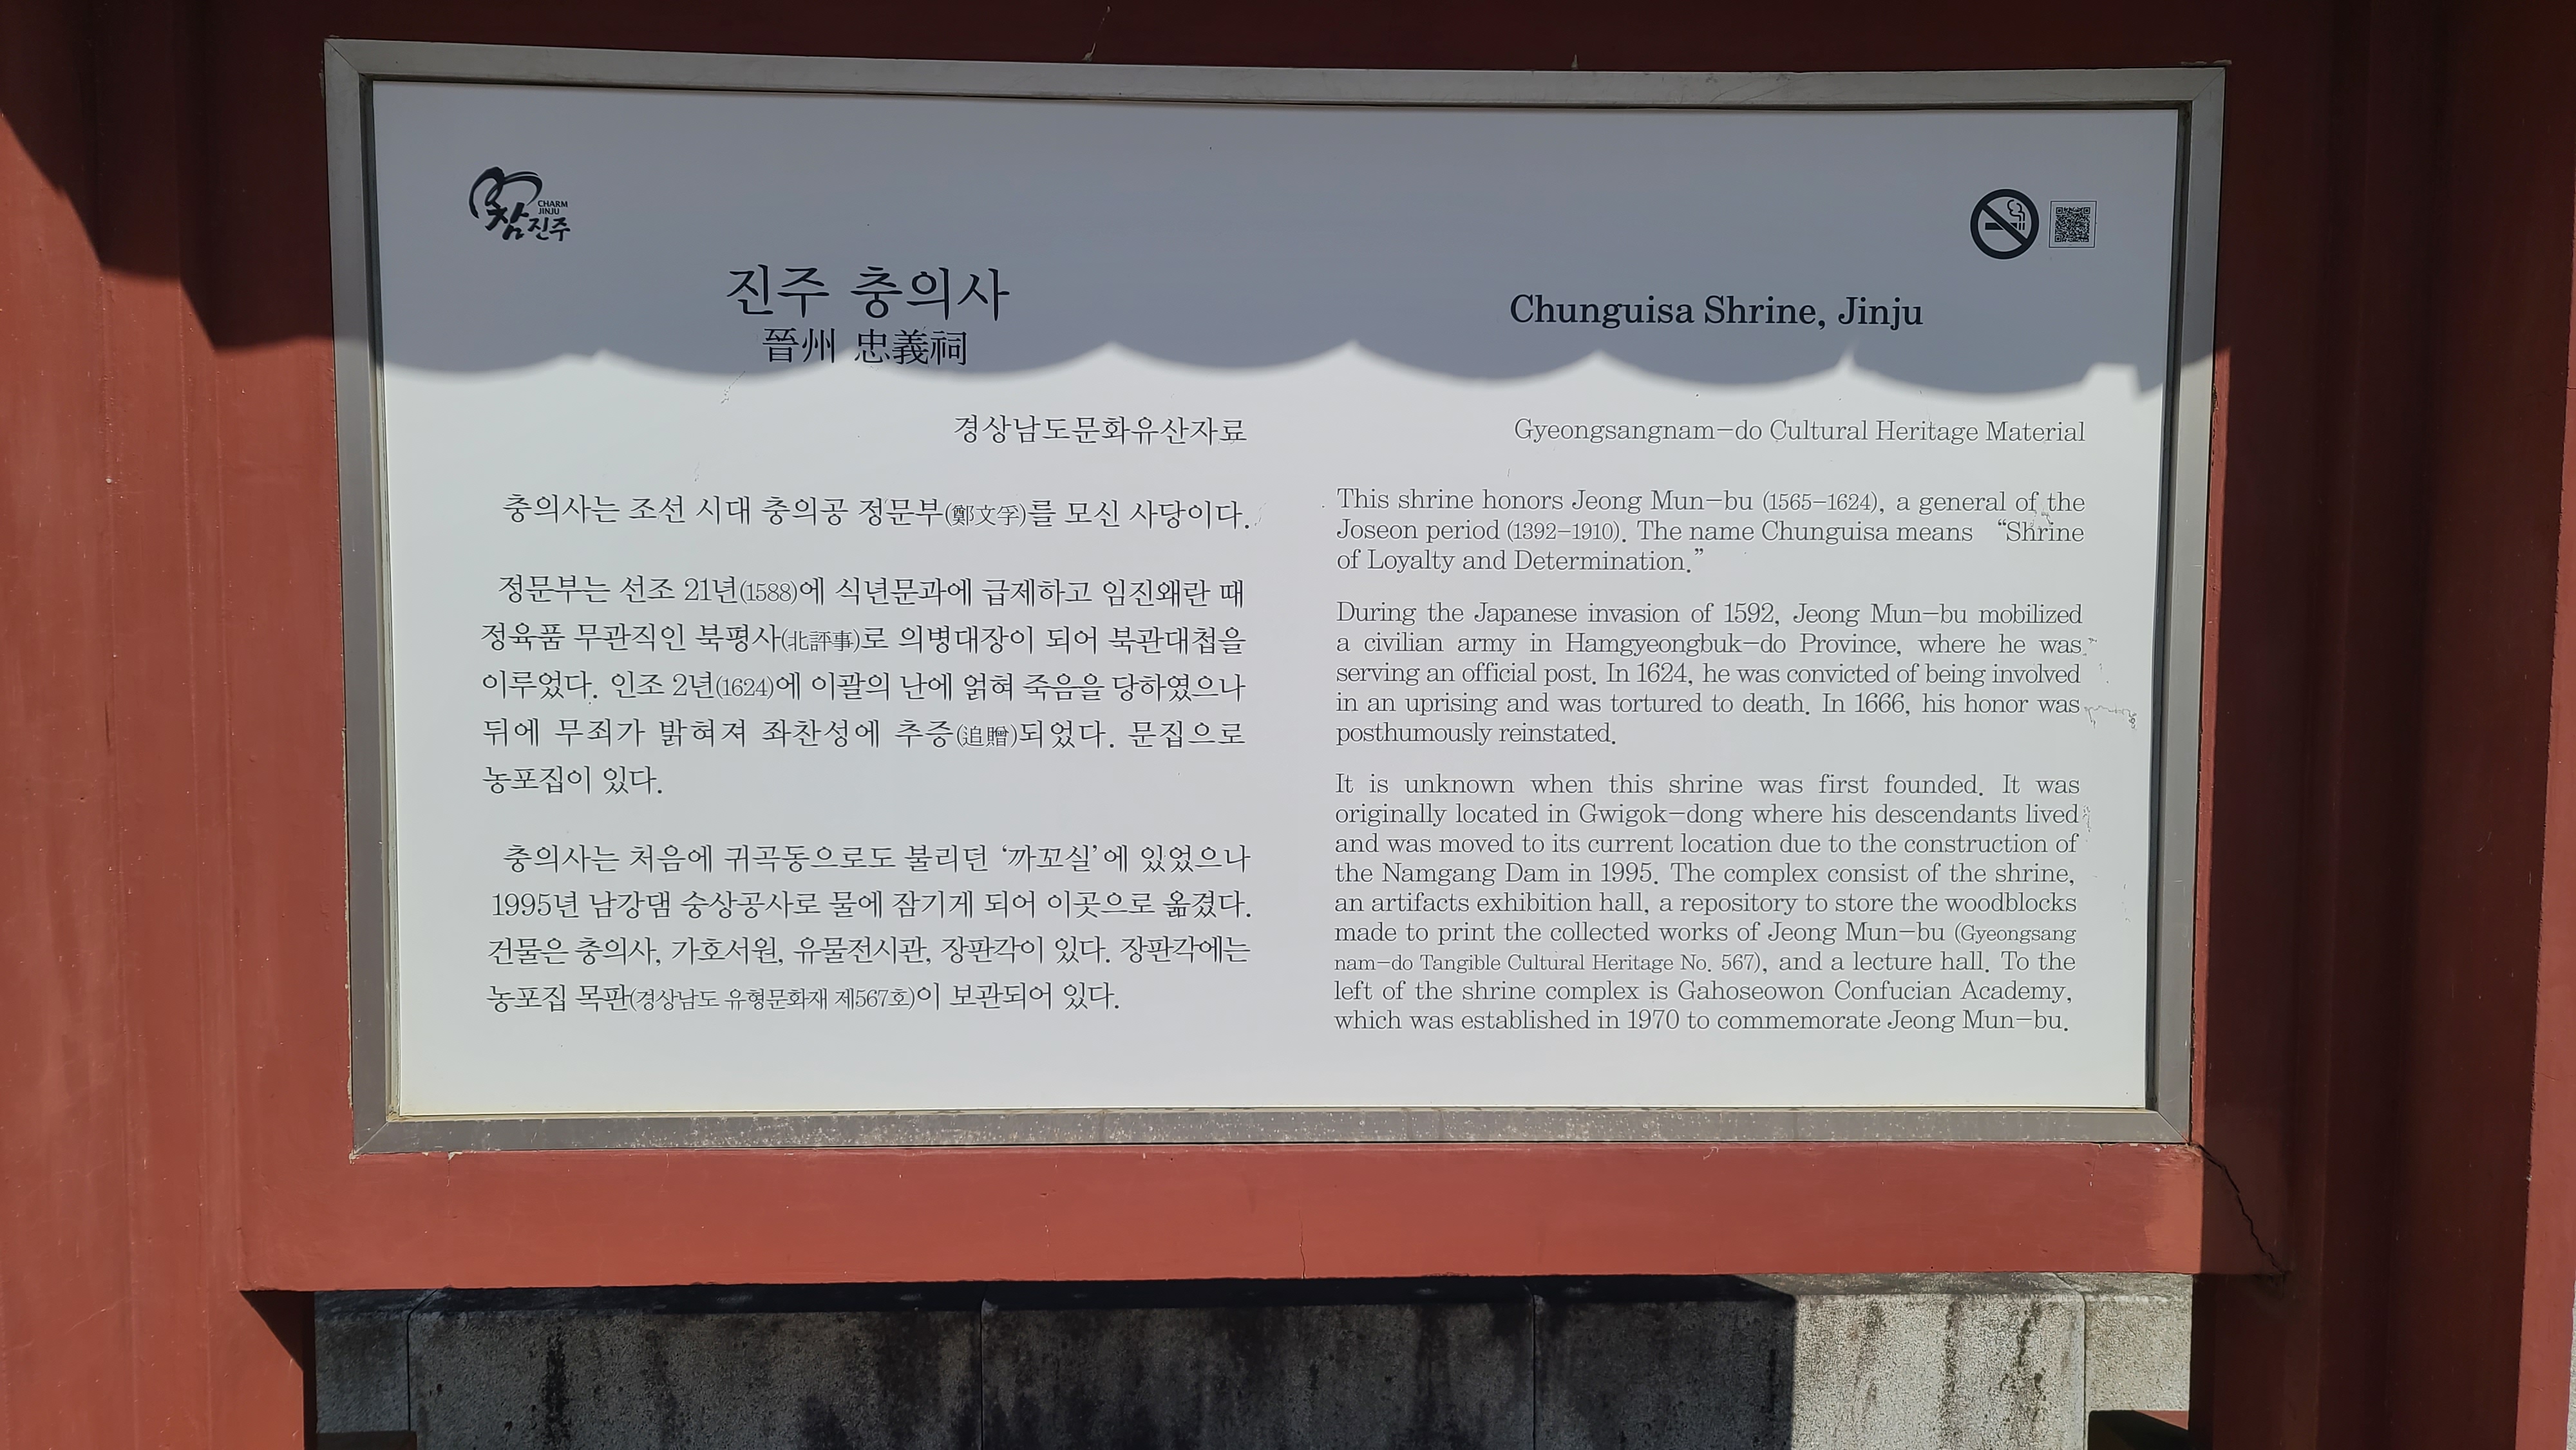 참진주
CHARM
JINJU
진주 충의사
晉州 忠義祠
경상남도문화유산자료
충의사는 조선 시대 충의공 정문부(鄭文孚)를 모신 사당이다.
정문부는 선조 21년(1588)에 식년문과에 급제하고 임진왜란 때
정육품 무관직인 북평사(北評事)로 의병대장이 되어 북관대첩을
이루었다. 인조 2년(1624)에 이괄의 난에 얽혀 죽음을 당하였으나
뒤에 무죄가 밝혀져 좌찬성에 추증(追贈)되었다. 문집으로
농포집이 있다.
충의사는 처음에 귀곡동으로도 불리던 ‘까꼬실’에 있었으나
1995년 남강댐 숭상공사로 물에 잠기게 되어 이곳으로 옮겼다.
건물은 충의사, 가호서원, 유물전시관, 장판각이 있다. 장판각에는
농포집 목판(경상남도 유형문화재 제567호)이 보관되어 있다.
Chunguisa Shrine, Jinju
Gyeongsangnam-do Cultural Heritage Material
This shrine honors Jeong Mun-bu (1565-1624), a general of the
Joseon period (1392-1910). The name Chunguisa means “Shrine
of Loyalty and Determination.”
During the Japanese invasion of 1592, Jeong Mun-bu mobilized
a civilian army in Hamgyeongbuk-do Province, where he was
serving an official post. In 1624, he was convicted of being involved
in an uprising and was tortured to death. In 1666, his honor was
posthumously reinstated.
It is unknown when this shrine was first founded. It was
originally located in Gwigok-dong where his descendants lived
and was moved to its current location due to the construction of
the Namgang Dam in 1995. The complex consist of the shrine,
an artifacts exhibition hall, a repository to store the woodblocks
made to print the collected works of Jeong Mun-bu (Gyeongsang
nam-do Tangible Cultural Heritage No. 567), and a lecture hall. To the
left of the shrine complex is Gahoseowon Confucian Academy,
which was established in 1970 to commemorate Jeong Mun-bu.